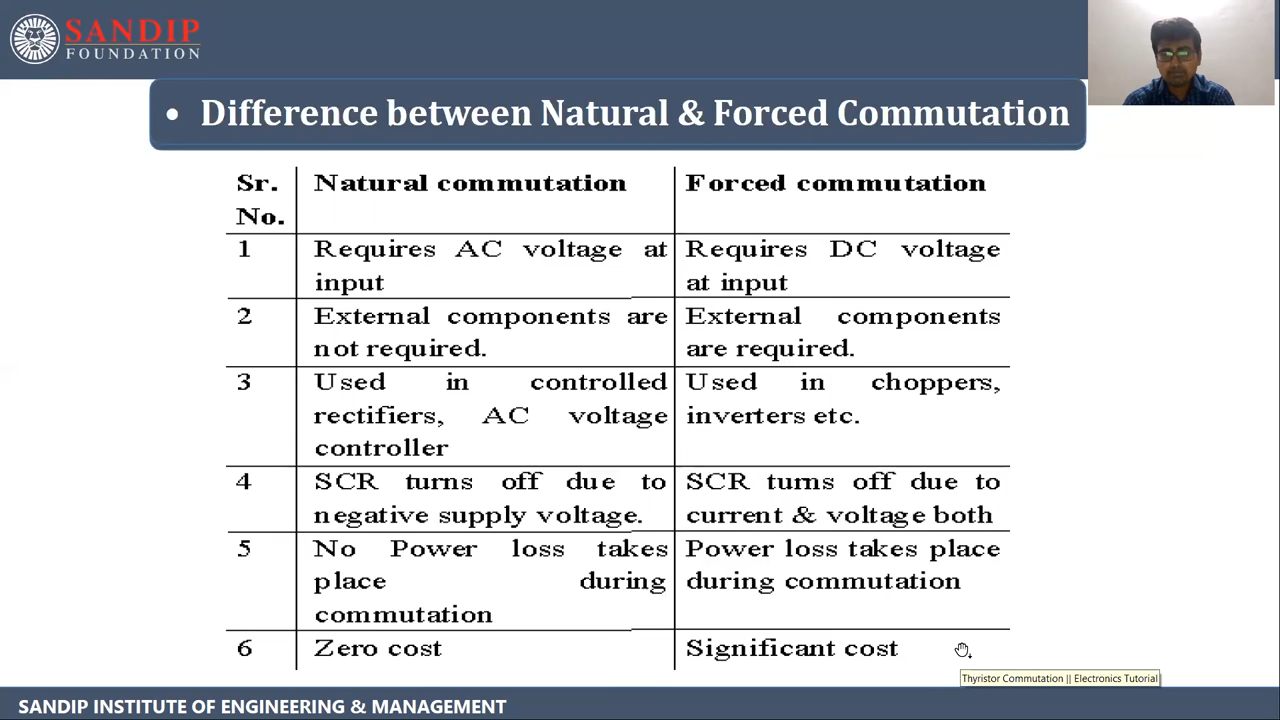 SANDIP
FOUNDATION
• Difference between Natural & Forced Commutation
Sr. No.
Natural commutation
Forced commutation
1
Requires AC voltage at
input
Requires DC voltage
at input
2
External components are
not required.
External components
are required.
3
Used in controlled
rectifiers, AC voltage
controller
Used in choppers,
inverters etc.
4
SCR turns off due to
negative supply voltage.
SCR turns off due to
current & voltage both
5
No Power loss takes
place during
commutation
Power loss takes place
during commutation
6
Zero cost
Significant cost
Thyristor Commutation || Electronics Tutorial
SANDIP INSTITUTE OF ENGINEERING & MANAGEMENT